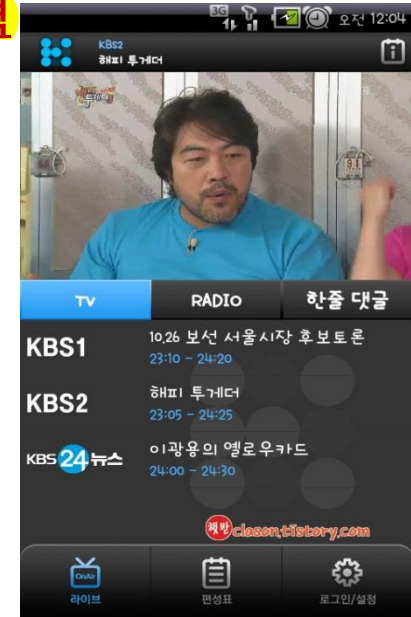 3G
오전 12:04
KBS2
해피 투게더
TV RADIO 한줄 댓글
KBS1
10.26 보선 서울시장 후보토론
23:10 - 24:20
KBS2
해피 투게더
23:05 - 24:25
KBS 24 뉴스
이광용의 옐로우카드
24:00 - 24:30
clason.tistory.com
OnAir
라이브 편성표 로그인/설정